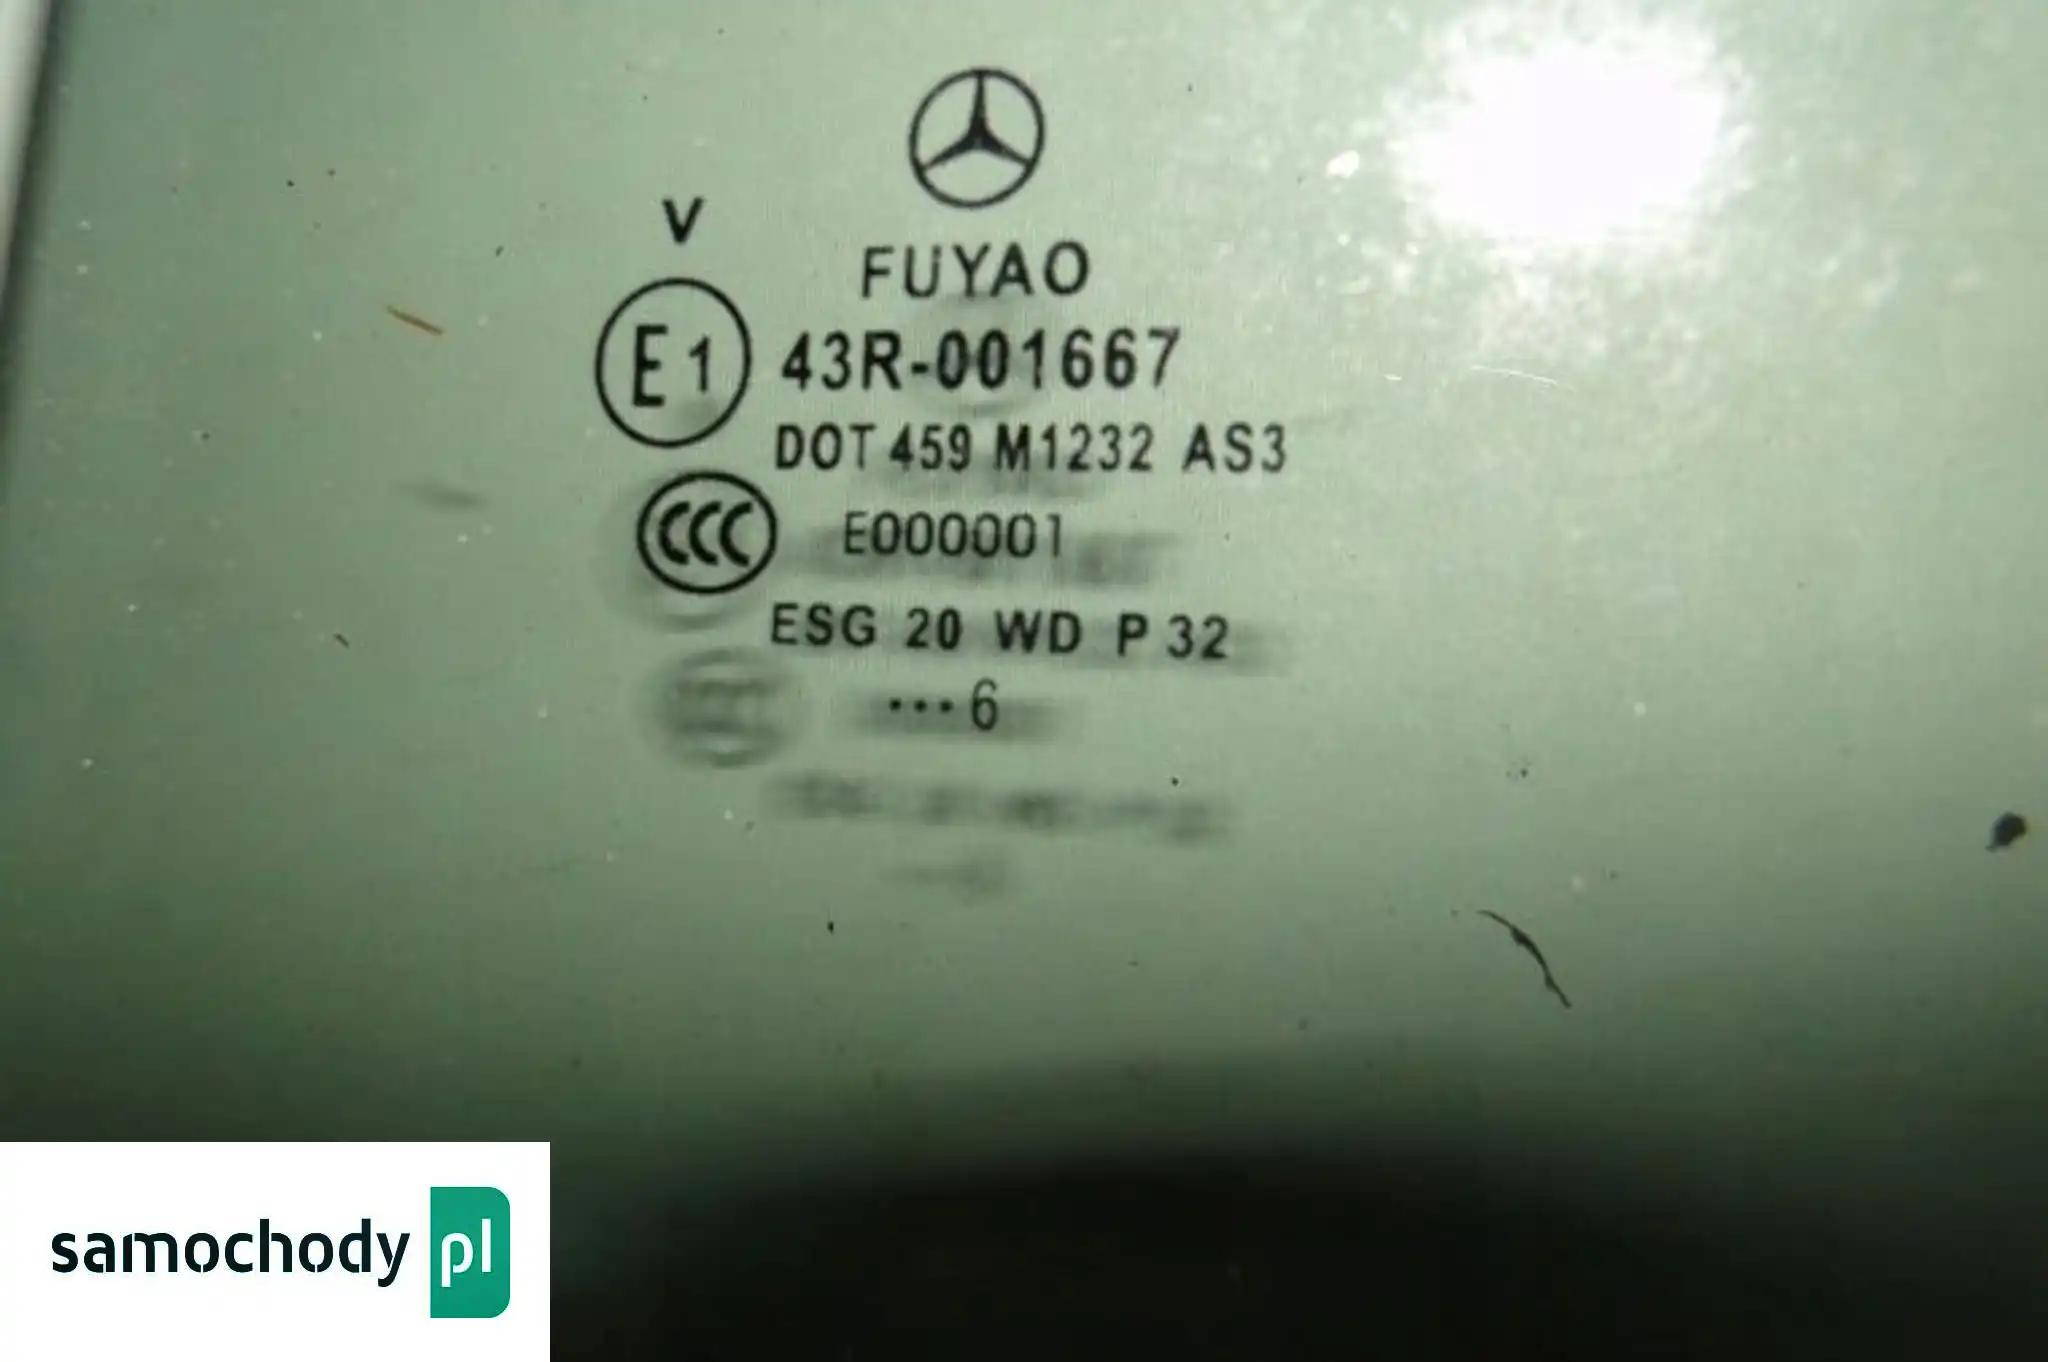 FUYAO
V
E1 43R-001667
DOT 459 M1232 AS3
CCC E000001
ESG 20 WD P 32
•••6
samochody pl